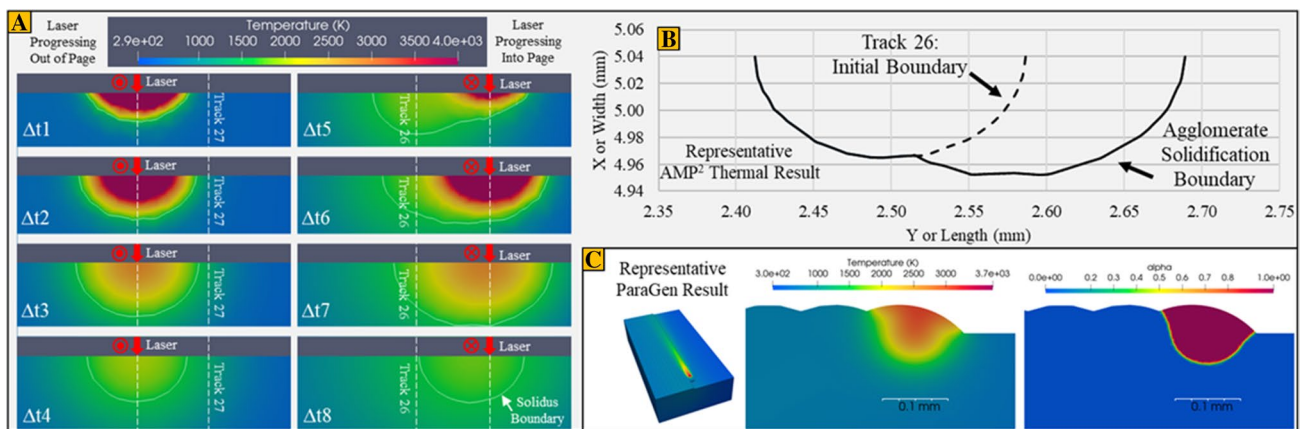 A
Laser
Progressing
Out of Page
Temperature (K)
2.9e+02 1000 1500 2000 2500 3000 3500 4.0e+03
Laser
Progressing
Into Page
Laser
Track 27
Δt1
Laser
Track 26
Δt5
Laser
Track 27
Δt2
Laser
Track 26
Δt6
Laser
Track 27
Δt3
Laser
Track 26
Δt7
Laser
Track 27
Δt4
Laser
Track 26
Δt8
Solidus
Boundary
B
X or Width (mm)
5.06
5.04
5.02
5.00
4.98
4.96
4.94
Track 26:
Initial Boundary
Representative
AMP² Thermal Result
Agglomerate
Solidification
Boundary
2.35 2.40 2.45 2.50 2.55 2.60 2.65 2.70 2.75
Y or Length (mm)
C
Representative
ParaGen Result
Temperature (K)
3.0e+02 1000 1500 2000 2500 3000 3.7e+03
0.1 mm
alpha
0.0e+00 0.2 0.3 0.4 0.5 0.6 0.7 0.8 1.0e+00
0.1 mm